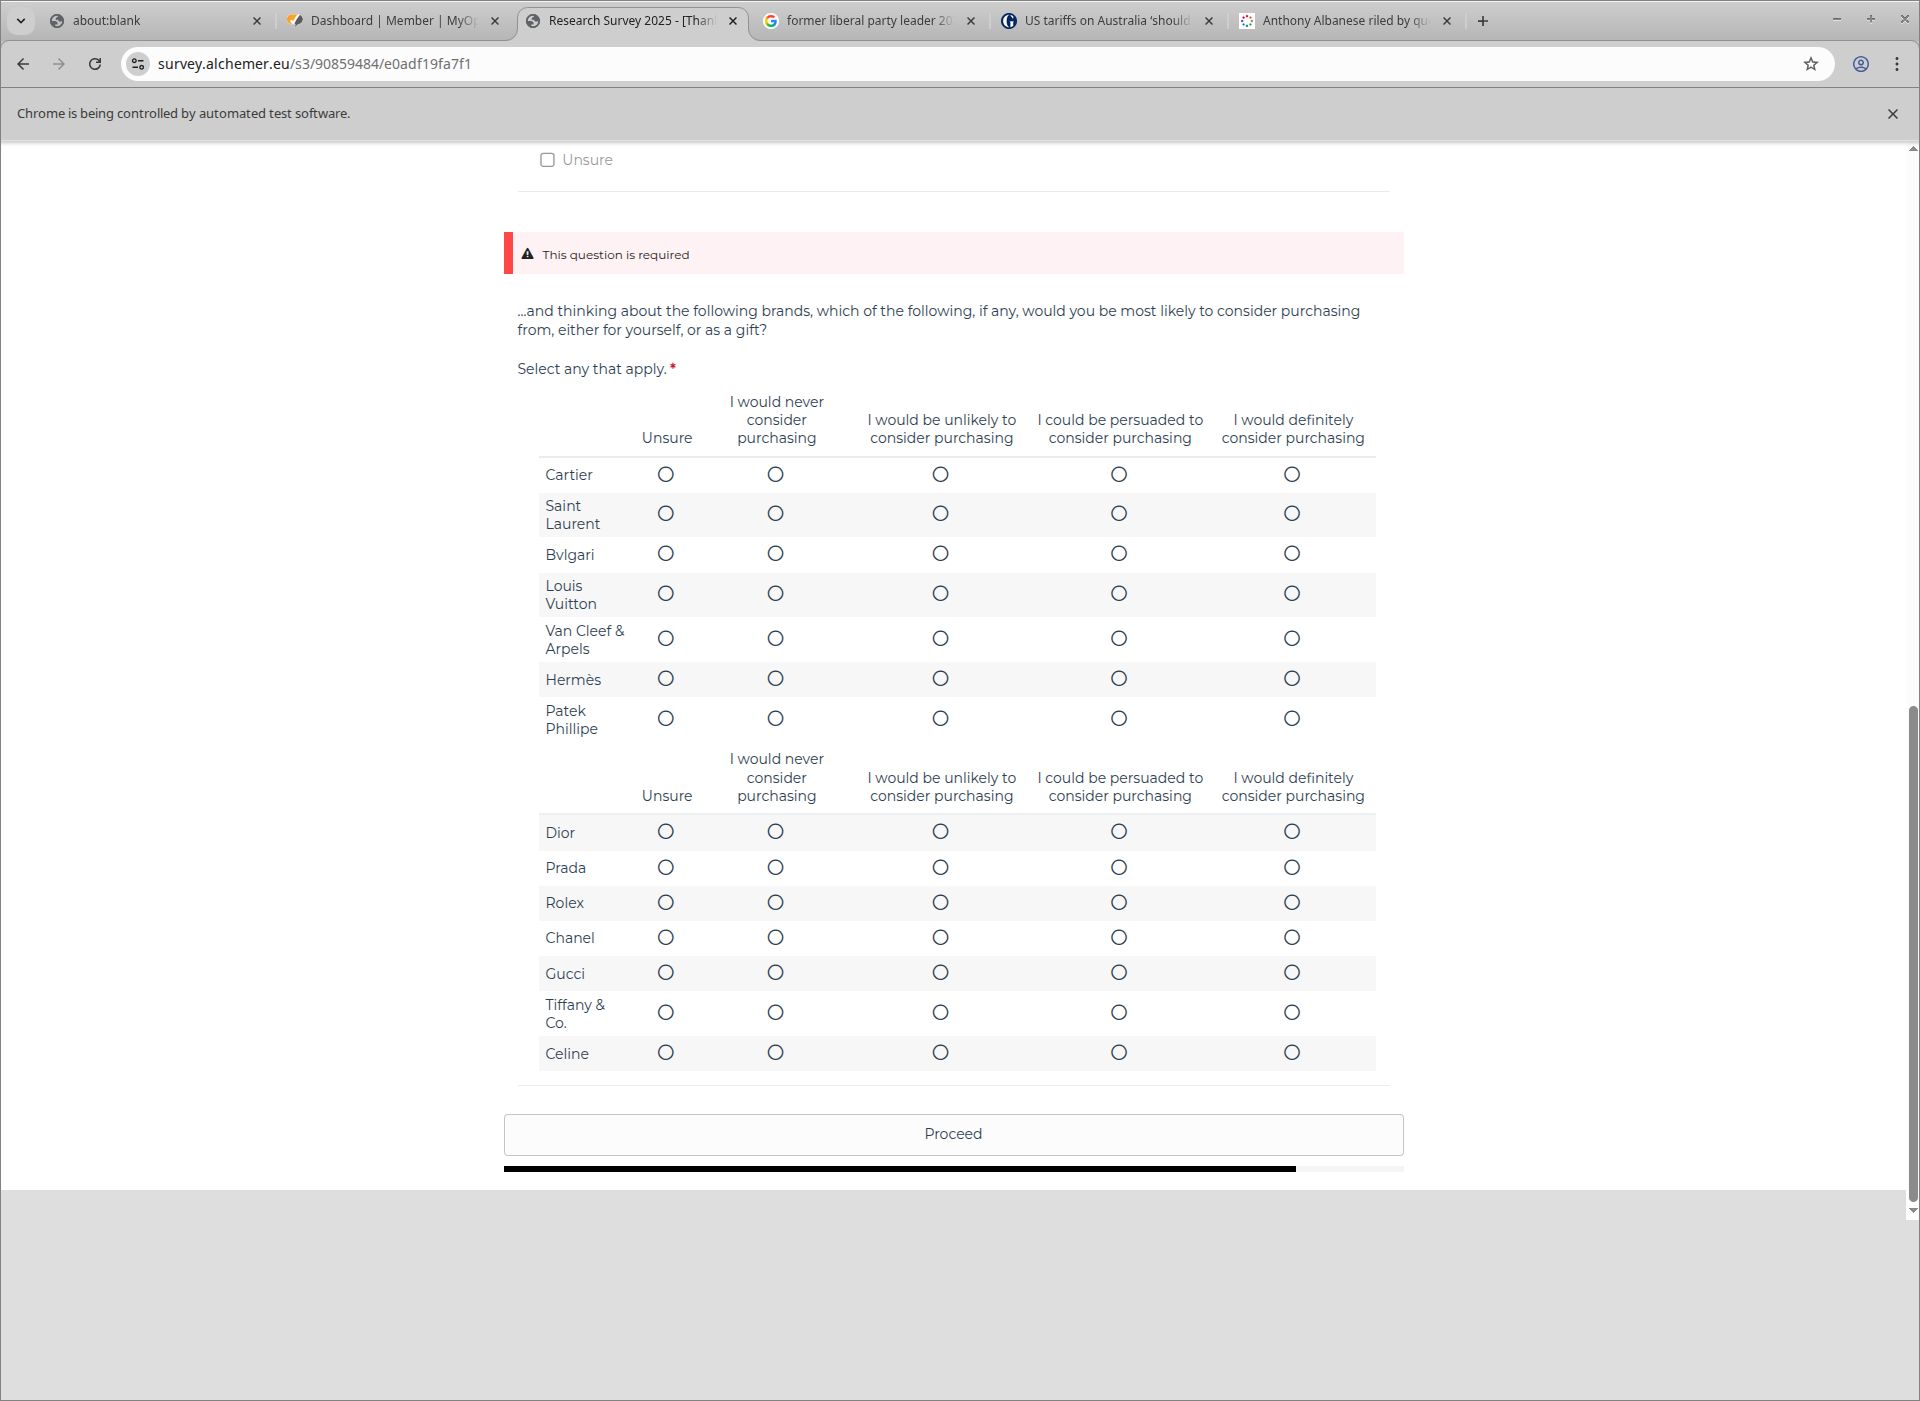 about:blank
Dashboard | Member | MyO
Research Survey 2025 - [Than
former liberal party leader 20
US tariffs on Australia ‘should
Anthony Albanese riled by qu
survey.alchemer.eu/s3/90859484/e0adf19fa7f1
Chrome is being controlled by automated test software.
Unsure
This question is required
...and thinking about the following brands, which of the following, if any, would you be most likely to consider purchasing
from, either for yourself, or as a gift?
Select any that apply. *
Unsure
I would never consider purchasing
I would be unlikely to consider purchasing
I could be persuaded to consider purchasing
I would definitely consider purchasing
Cartier
Saint
Laurent
Bvlgari
Louis
Vuitton
Van Cleef &
Arpels
Hermès
Patek
Phillipe
Unsure
I would never consider purchasing
I would be unlikely to consider purchasing
I could be persuaded to consider purchasing
I would definitely consider purchasing
Dior
Prada
Rolex
Chanel
Gucci
Tiffany &
Co.
Celine
Proceed